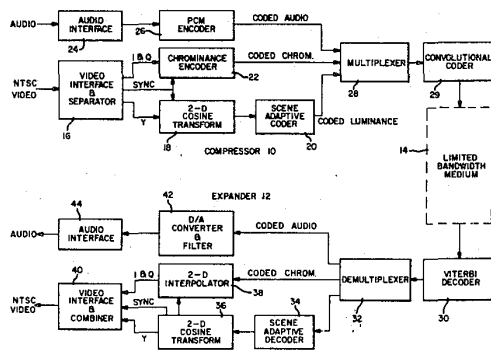 AUDIO
AUDIO INTERFACE
24
26
PCM ENCODER
CODED AUDIO
NTSC VIDEO
VIDEO INTERFACE & SEPARATOR
16
I & Q
SYNC
Y
CHROMINANCE ENCODER
22
CODED CHROM.
2-D COSINE TRANSFORM
18
SCENE ADAPTIVE CODER
20
CODED LUMINANCE
COMPRESSOR 10
MULTIPLEXER
28
CONVOLUTIONAL CODER
29
14
LIMITED BANDWIDTH MEDIUM
EXPANDER 12
AUDIO
44
AUDIO INTERFACE
42
D/A CONVERTER & FILTER
CODED AUDIO
NTSC VIDEO
40
VIDEO INTERFACE & COMBINER
I & Q
SYNC
Y
2-D INTERPOLATOR
38
CODED CHROM.
36
2-D COSINE TRANSFORM
34
SCENE ADAPTIVE DECODER
DEMULTIPLEXER
32
VITERBI DECODER
30